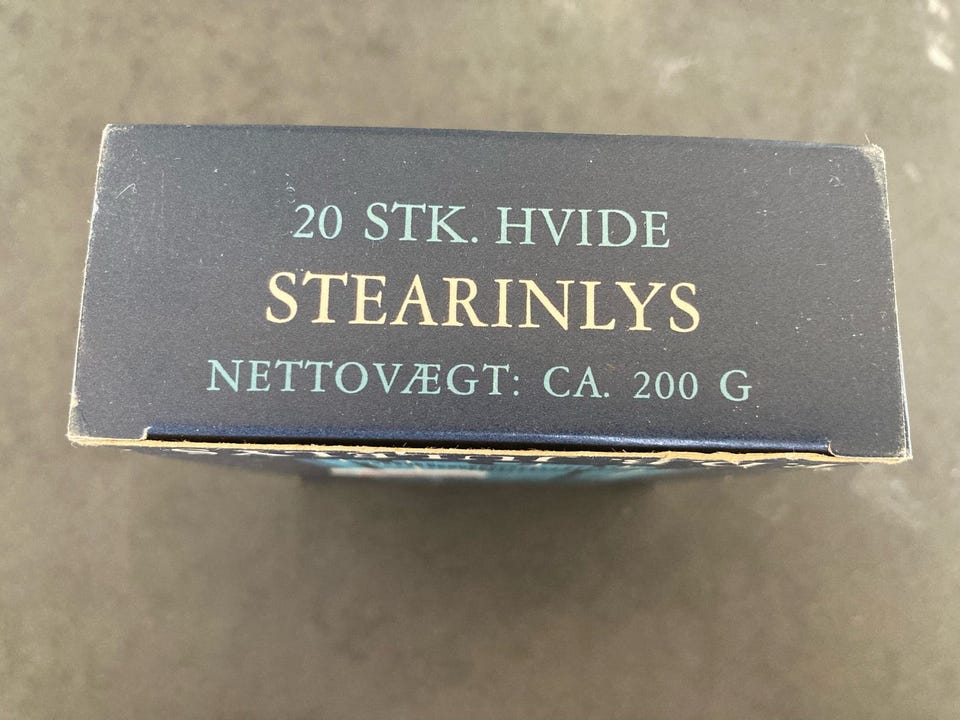 20 STK. HVIDE
STEARINLYS
NETTOVÆGT: CA. 200 G